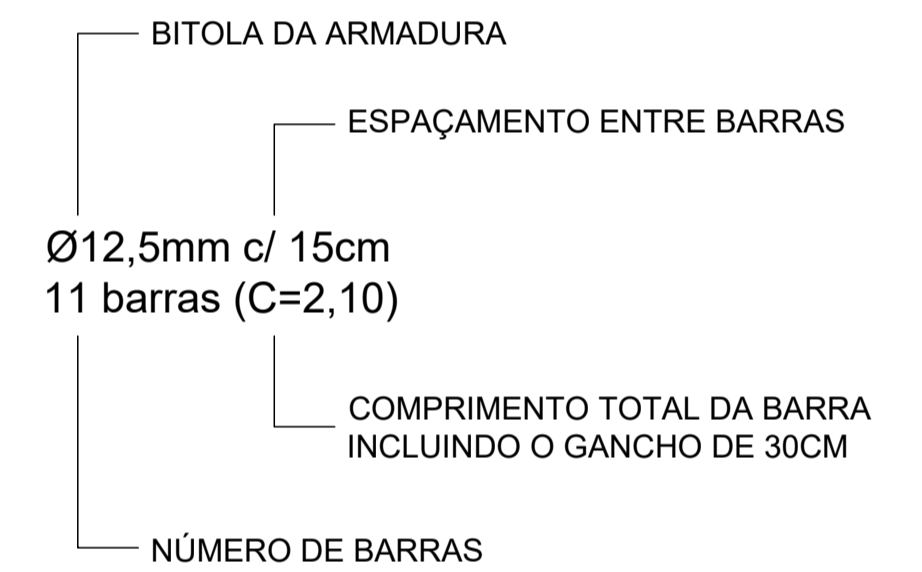 BITOLA DA ARMADURA
ESPAÇAMENTO ENTRE BARRAS
Ø12,5mm c/ 15cm
11 barras (C=2,10)
COMPRIMENTO TOTAL DA BARRA
INCLUINDO O GANCHO DE 30CM
NÚMERO DE BARRAS